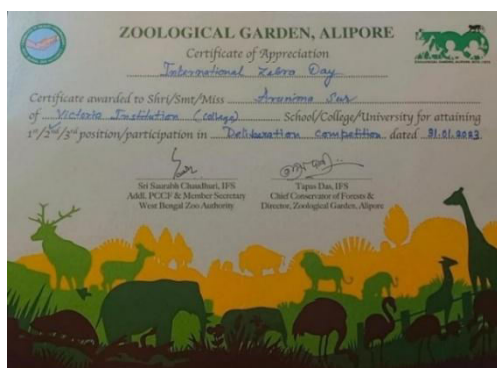 ZOOLOGICAL GARDEN, ALIPORE
Certificate of Appreciation
International Zebra Day
Certificate awarded to Shri/Smt/Miss Arunima Sur
of Victoria Institution (College) School/College/University for attaining
1st/2nd/3rd position/participation in Deliberation Competition dated 31.01.2023
Sri Saurabh Chaudhuri, IFS
Addl. PCCF & Member Secretary
West Bengal Zoo Authority
Tapas Das, IFS
Chief Conservator of Forests &
Director, Zoological Garden, Alipore